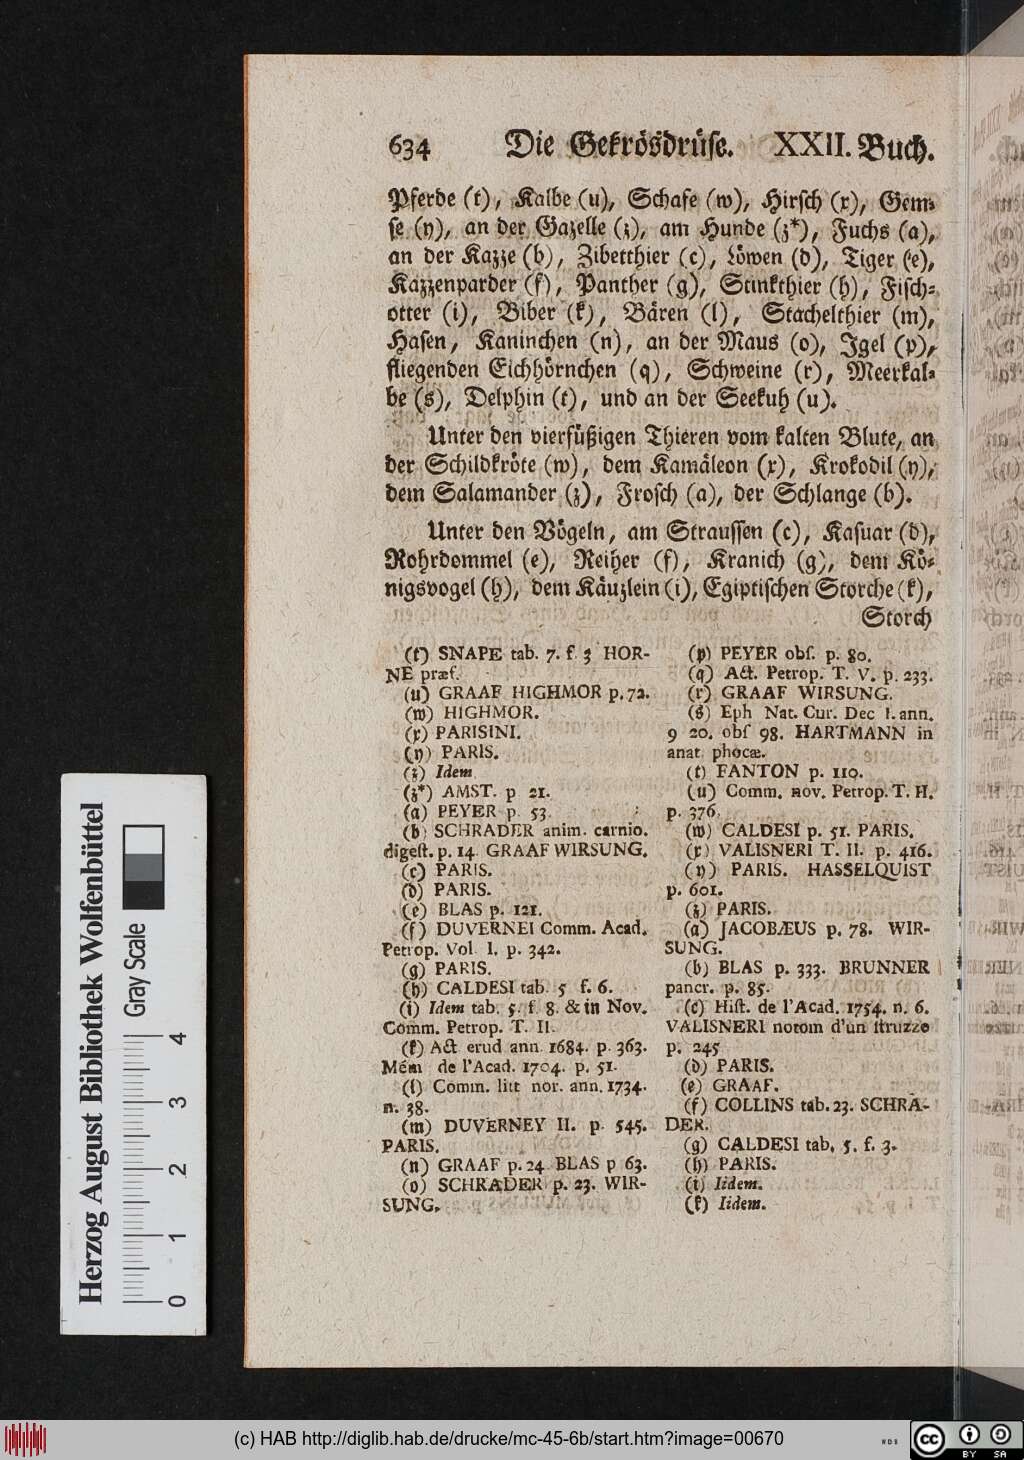 634 Die Gekrösdrüse. XXII. Buch.
Pferde (t), Kalbe (u), Schafe (w), Hirsch (x), Gem-
se (y), an der Gazelle (z), am Hunde (z*), Fuchs (a),
an der Kazze (b), Zibetthier (c), Löwen (d), Tiger (e),
Kazzenparder (f), Panther (g), Stinkthier (h), Fisch-
otter (i), Biber (k), Bären (l), Stachelthier (m),
Hasen, Kaninchen (n), an der Maus (o), Igel (p),
fliegenden Eichhörnchen (q), Schweine (r), Meerkal-
be (s), Delphin (t), und an der Seekuh (u).
Unter den vierfüßigen Thieren vom kalten Blute, an
der Schildkröte (w), dem Kamäleon (x), Krokodil (y),
dem Salamander (z), Frosch (a), der Schlange (b).
Unter den Vögeln, am Straussen (c), Kasuar (d),
Rohrdommel (e), Reiher (f), Kranich (g), dem Kö-
nigsvogel (h), dem Käuzlein (i), Egiptischen Storche (k),
Storch
(t) SNAPE tab. 7. f. 3 HOR-
NE præf.
(u) GRAAF HIGHMOR p. 72.
(w) HIGHMOR.
(x) PARISINI.
(y) PARIS.
(z) Idem
(z*) AMST. p 21.
(a) PEYER p. 53
(b) SCHRADER anim. carnio.
digest. p. 14 GRAAF WIRSUNG.
(c) PARIS.
(d) PARIS.
(e) BLAS p. 121.
(f) DUVERNEI Comm. Acad.
Petrop. Vol. I. p. 342.
(g) PARIS.
(h) CALDESI tab. 5 f. 6.
(i) Idem tab. 5. f. 8. & in Nov.
Comm. Petrop. T. II.
(k) Act erud ann. 1684. p. 363.
Mém de l'Acad. 1704. p. 51.
(l) Comm. litt nor. ann. 1734.
n. 38.
(m) DUVERNEY II. p. 545.
PARIS.
(n) GRAAF p. 24 BLAS p 63.
(o) SCHRADER p. 23. WIR-
SUNG.
(p) PEYER obs. p. 80.
(q) Act. Petrop. T. V. p. 233.
(r) GRAAF WIRSUNG.
(s) Eph Nat. Cur. Dec I. ann.
9 20. obs 98. HARTMANN in
anat. phocæ.
(t) FANTON p. 110.
(u) Comm. nov. Petrop. T. H.
p. 376.
(w) CALDESI p. 51. PARIS.
(x) VALISNERI T. II. p. 416.
(y) PARIS. HASSELQUIST
p. 601.
(z) PARIS.
(a) JACOBÆUS p. 78. WIR-
SUNG.
(b) BLAS p. 333. BRUNNER
pancr. p. 85.
(c) Hist. de l'Acad. 1754. n. 6.
VALISNERI notom d'un struzzo
p. 245
(d) PARIS.
(e) GRAAF.
(f) COLLINS tab. 23. SCHRA-
DER.
(g) CALDESI tab. 5. f. 3.
(h) PARIS.
(i) Iidem.
(k) Iidem.
Herzog August Bibliothek Wolfenbüttel
Gray Scale
0 1 2 3 4
(c) HAB http://diglib.hab.de/drucke/mc-45-6b/start.htm?image=00670
cc BY SA